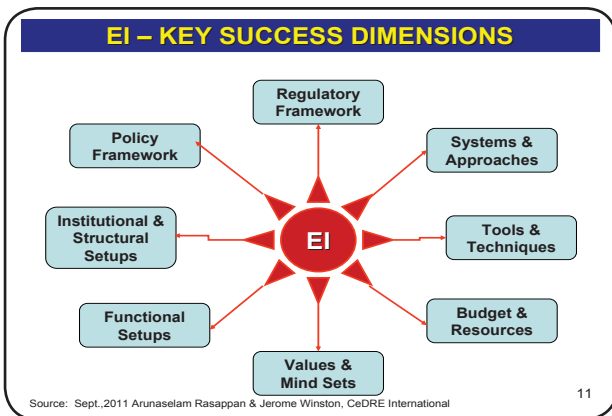 EI – KEY SUCCESS DIMENSIONS
Regulatory
Framework
Policy
Framework
Systems &
Approaches
Institutional &
Structural
Setups
EI
Tools &
Techniques
Functional
Setups
Budget &
Resources
Values &
Mind Sets
Source: Sept.,2011 Arunaselam Rasappan & Jerome Winston, CeDRE International
11